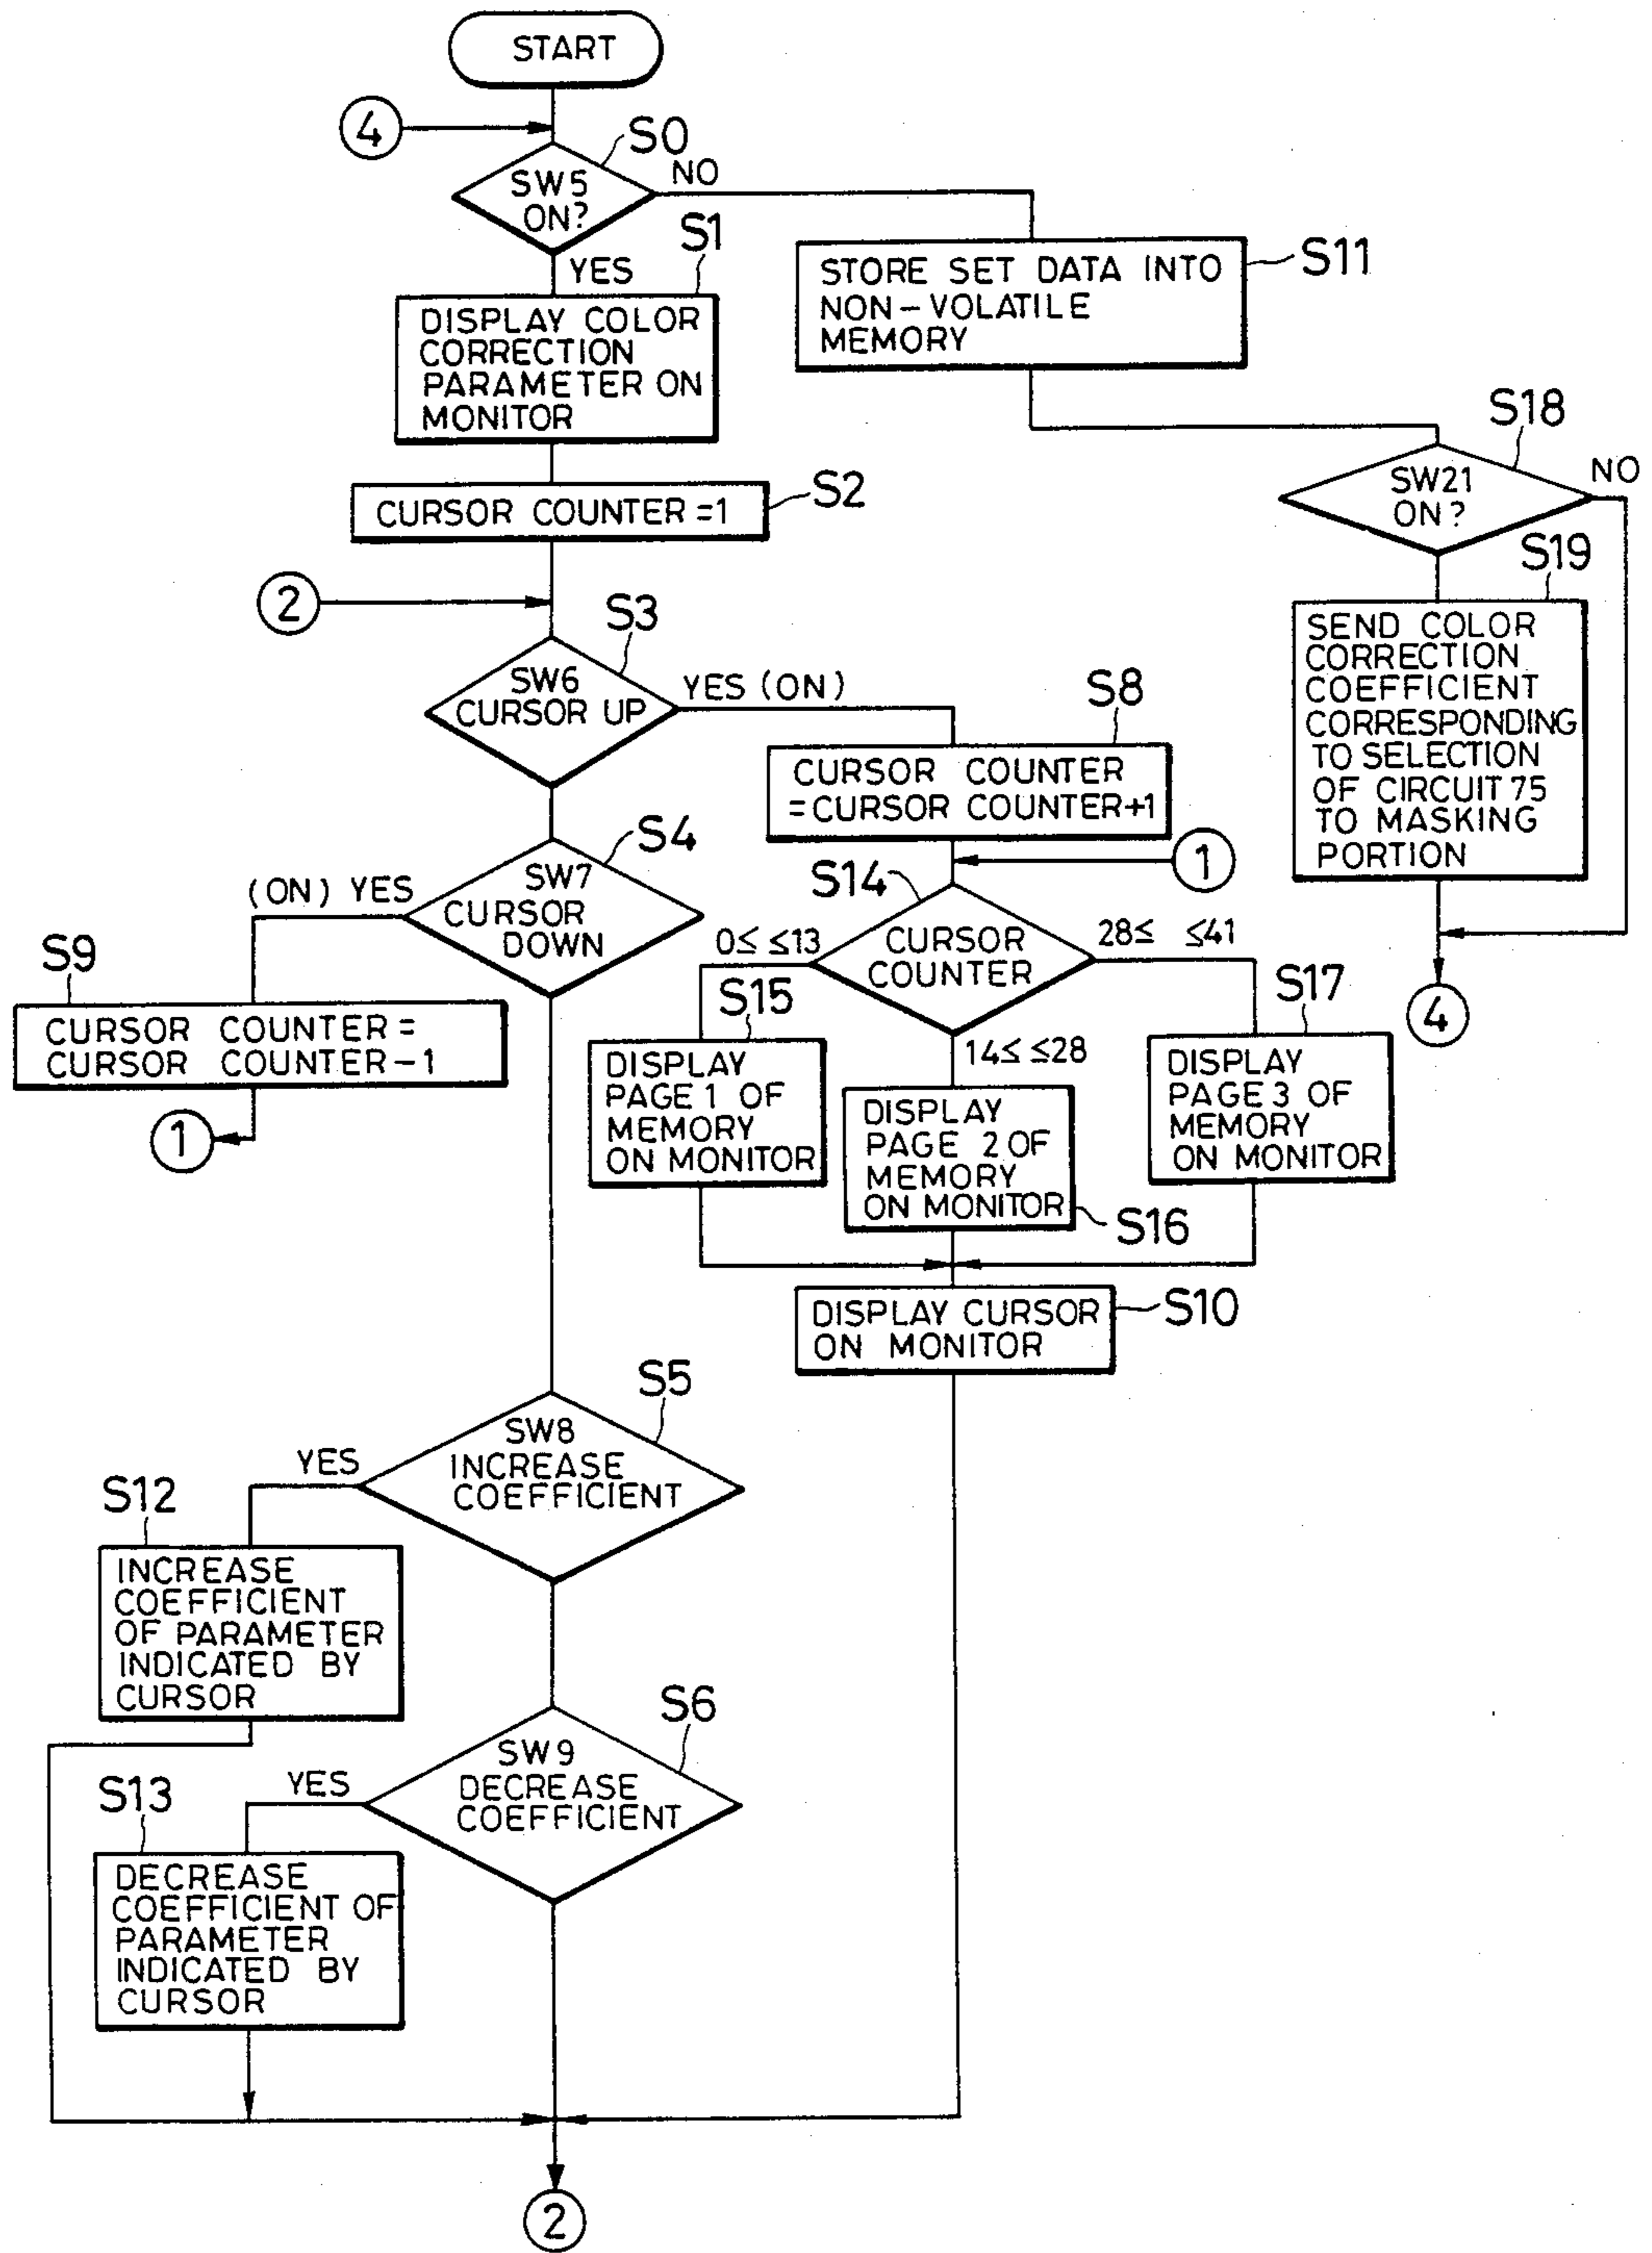 START
4
S0
SW5
ON?
NO
YES
S1
DISPLAY COLOR
CORRECTION
PARAMETER ON
MONITOR
S11
STORE SET DATA INTO
NON-VOLATILE
MEMORY
S2
CURSOR COUNTER=1
S18
SW21
ON?
NO
S19
SEND COLOR
CORRECTION
COEFFICIENT
CORRESPONDING
TO SELECTION
OF CIRCUIT 75
TO MASKING
PORTION
4
2
S3
SW6
CURSOR UP
YES (ON)
S8
CURSOR COUNTER
=CURSOR COUNTER+1
1
S4
SW7
CURSOR
DOWN
(ON) YES
S9
CURSOR COUNTER=
CURSOR COUNTER-1
1
S14
CURSOR
COUNTER
0≤ ≤13
28≤ ≤41
14≤ ≤28
S15
DISPLAY
PAGE 1 OF
MEMORY
ON MONITOR
DISPLAY
PAGE 2 OF
MEMORY
ON MONITOR
S16
S17
DISPLAY
PAGE 3 OF
MEMORY
ON MONITOR
DISPLAY CURSOR
ON MONITOR
S10
S5
SW8
INCREASE
COEFFICIENT
YES
S12
INCREASE
COEFFICIENT
OF PARAMETER
INDICATED BY
CURSOR
S6
SW9
DECREASE
COEFFICIENT
YES
S13
DECREASE
COEFFICIENT OF
PARAMETER
INDICATED BY
CURSOR
2